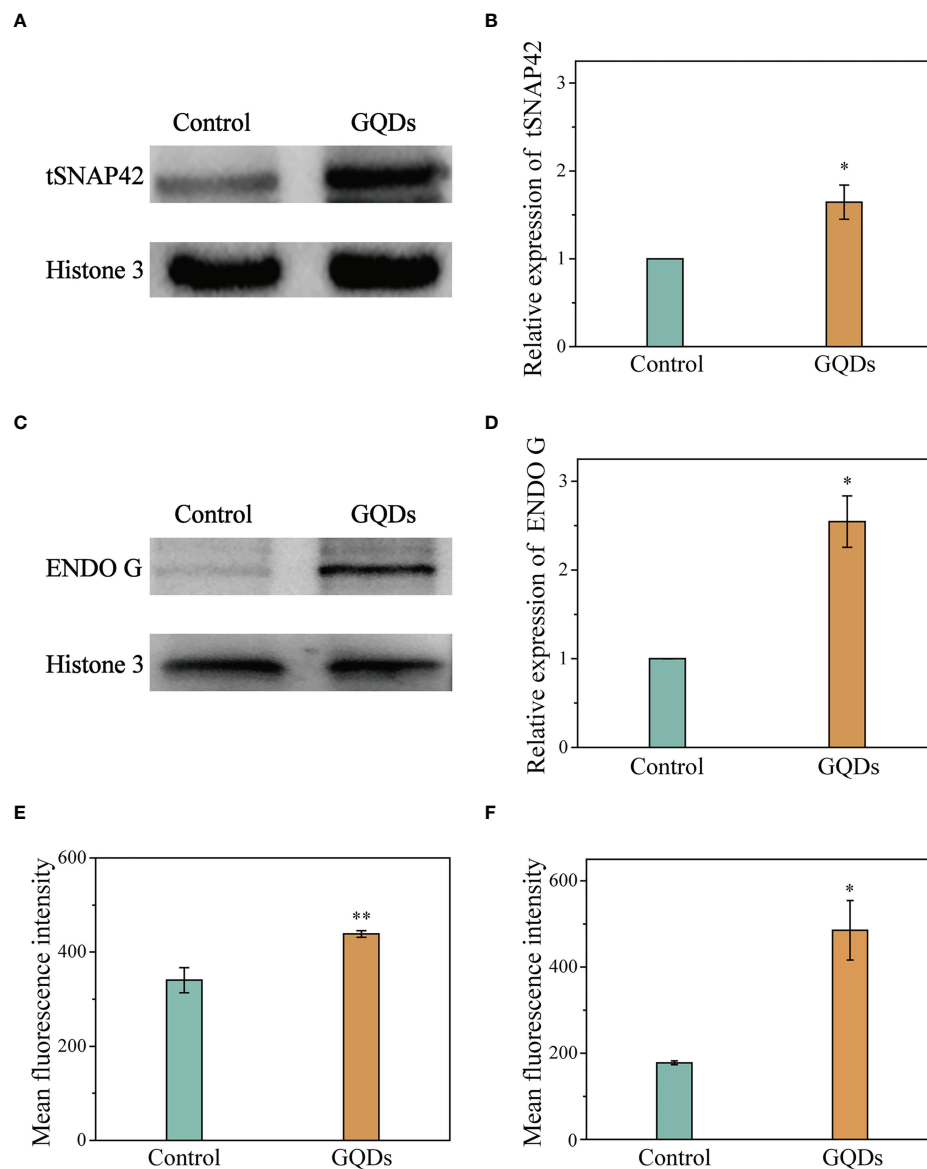 A
Control GQDs
tSNAP42
Histone 3
B
Relative expression of tSNAP42
3
2
1
0
*
Control GQDs
C
Control GQDs
ENDO G
Histone 3
D
Relative expression of ENDO G
3
2
1
0
*
Control GQDs
E
Mean fluorescence intensity
600
400
200
0
**
Control GQDs
F
Mean fluorescence intensity
600
400
200
0
*
Control GQDs